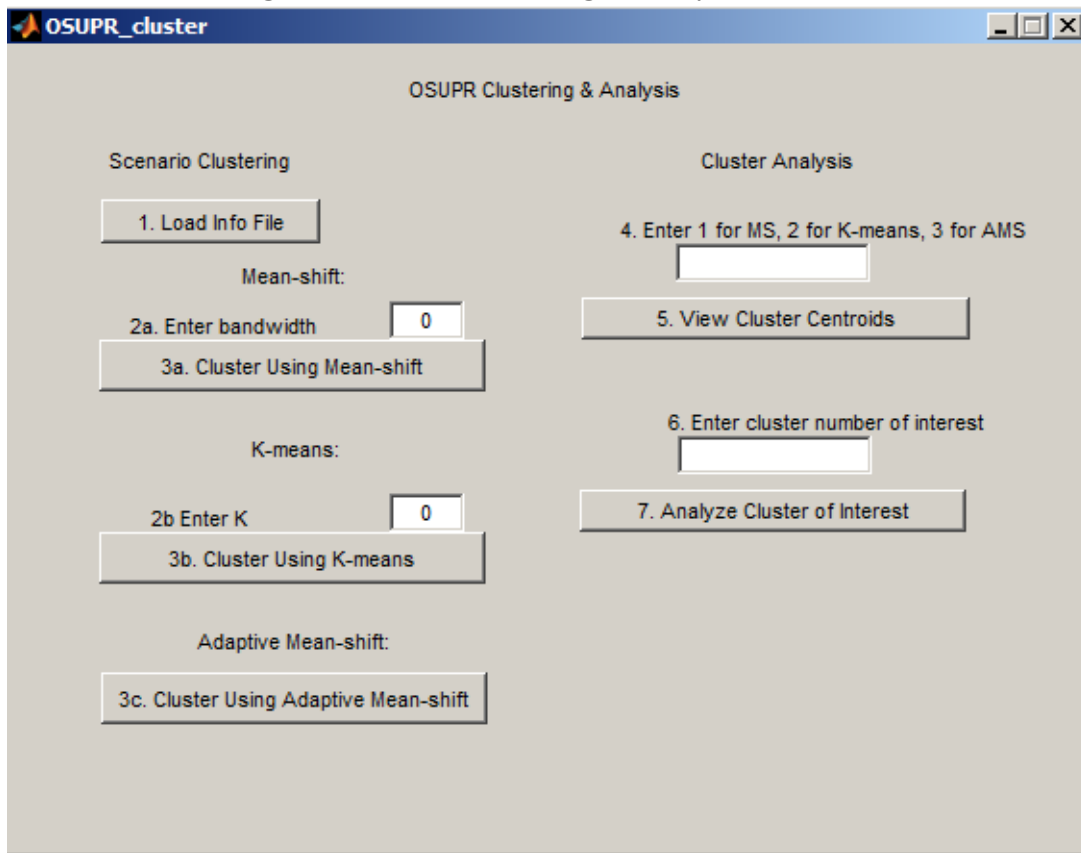 OSUPR_cluster
OSUPR Clustering & Analysis
Scenario Clustering
1. Load Info File
Mean-shift:
2a. Enter bandwidth 0
3a. Cluster Using Mean-shift
K-means:
2b Enter K 0
3b. Cluster Using K-means
Adaptive Mean-shift:
3c. Cluster Using Adaptive Mean-shift
Cluster Analysis
4. Enter 1 for MS, 2 for K-means, 3 for AMS
5. View Cluster Centroids
6. Enter cluster number of interest
7. Analyze Cluster of Interest